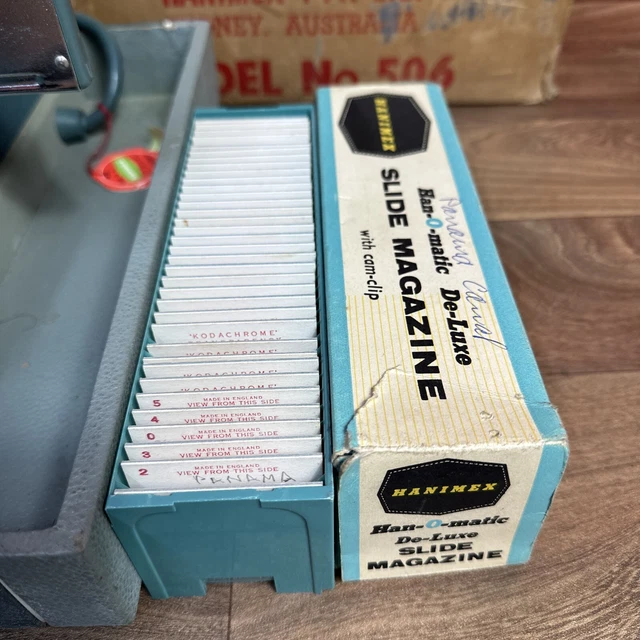 HANIMEX
NEY, AUSTRALIA
DEL No. 506
HANIMEX
SLIDE MAGAZINE
with cam-clip
Han-O-matic De-Luxe
Canal
"KODACHROME"
"KODACHROME"
5 MADE IN ENGLAND
VIEW FROM THIS SIDE
4 MADE IN ENGLAND
VIEW FROM THIS SIDE
0 MADE IN ENGLAND
VIEW FROM THIS SIDE
3 MADE IN ENGLAND
VIEW FROM THIS SIDE
2 MADE IN ENGLAND
VIEW FROM THIS SIDE
PANAMA
HANIMEX
Han-O-matic
De-Luxe
SLIDE
MAGAZINE